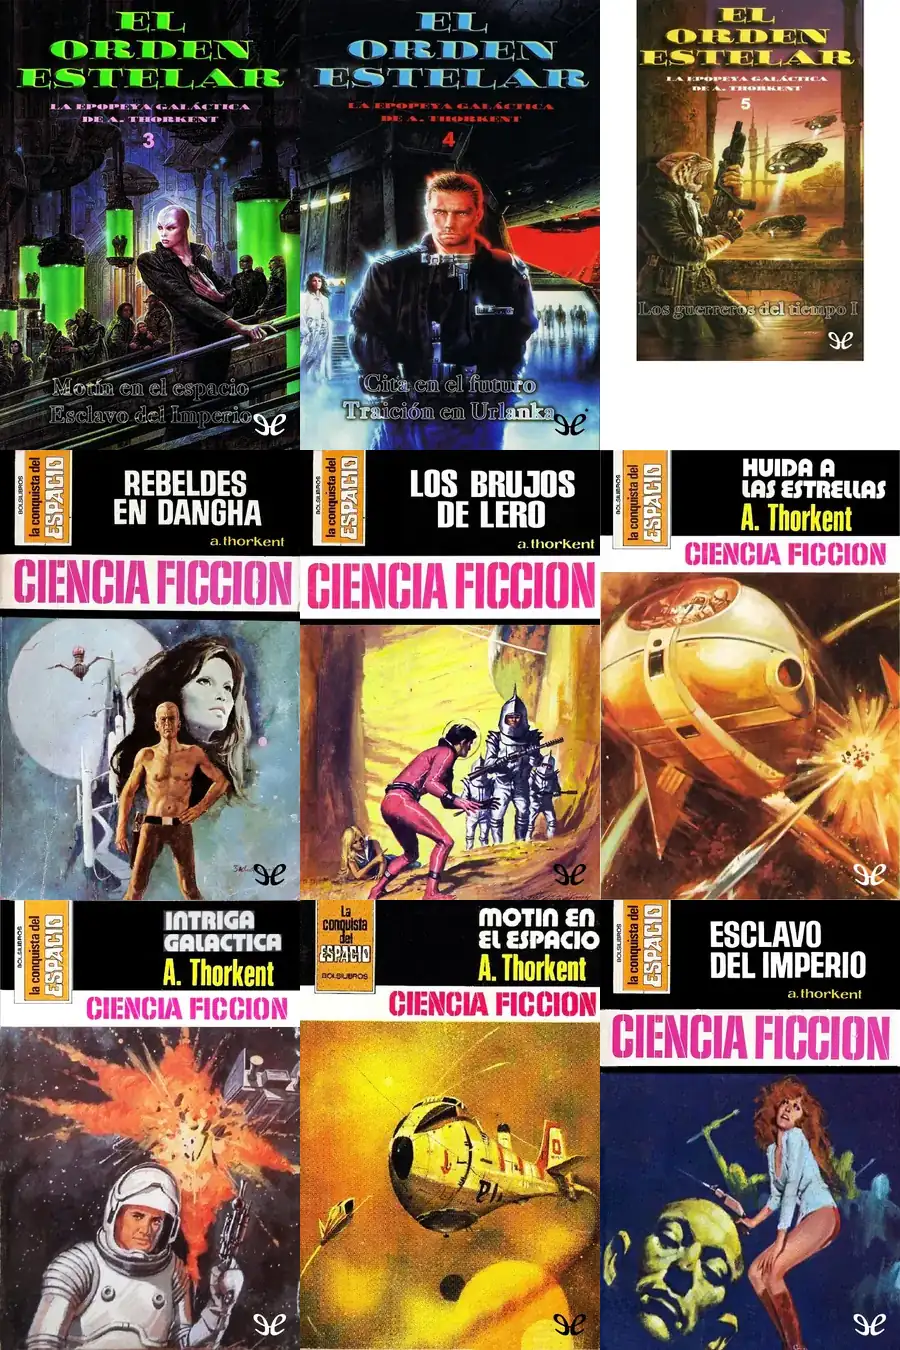 EL
ORDEN
ESTELAR
LA EPOPEYA GALÁCTICA
DE A. THORKENT
3
Motín en el espacio
Esclavo del Imperio
EL
ORDEN
ESTELAR
LA EPOPEYA GALÁCTICA
DE A. THORKENT
4
Cita en el futuro
Traición en Urlanka
EL
ORDEN
ESTELAR
LA EPOPEYA GALÁCTICA
DE A. THORKENT
5
Los guerreros del tiempo I
BOLSILIBROS
la conquista del
ESPACIO
REBELDES
EN DANGHA
a.thorkent
CIENCIA FICCION
BOLSILIBROS
la conquista del
ESPACIO
LOS BRUJOS
DE LERO
a.thorkent
CIENCIA FICCION
BOLSILIBROS
la conquista del
ESPACIO
HUIDA A
LAS ESTRELLAS
A. Thorkent
CIENCIA FICCION
BOLSILIBROS
la conquista del
ESPACIO
INTRIGA
GALACTICA
A. Thorkent
CIENCIA FICCION
La
conquista
del
ESPACIO
BOLSILIBROS
MOTIN EN
EL ESPACIO
A. Thorkent
CIENCIA FICCION
BOLSILIBROS
la conquista del
ESPACIO
ESCLAVO
DEL IMPERIO
a.thorkent
CIENCIA FICCION